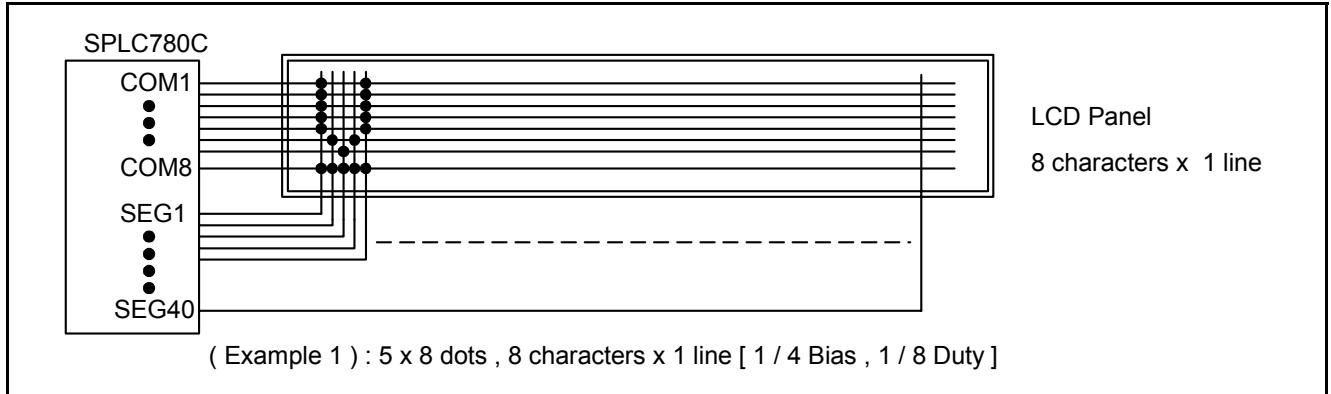 SPLC780C
COM1
COM8
SEG1
SEG40
LCD Panel
8 characters x 1 line
( Example 1 ) : 5 x 8 dots , 8 characters x 1 line [ 1 / 4 Bias , 1 / 8 Duty ]